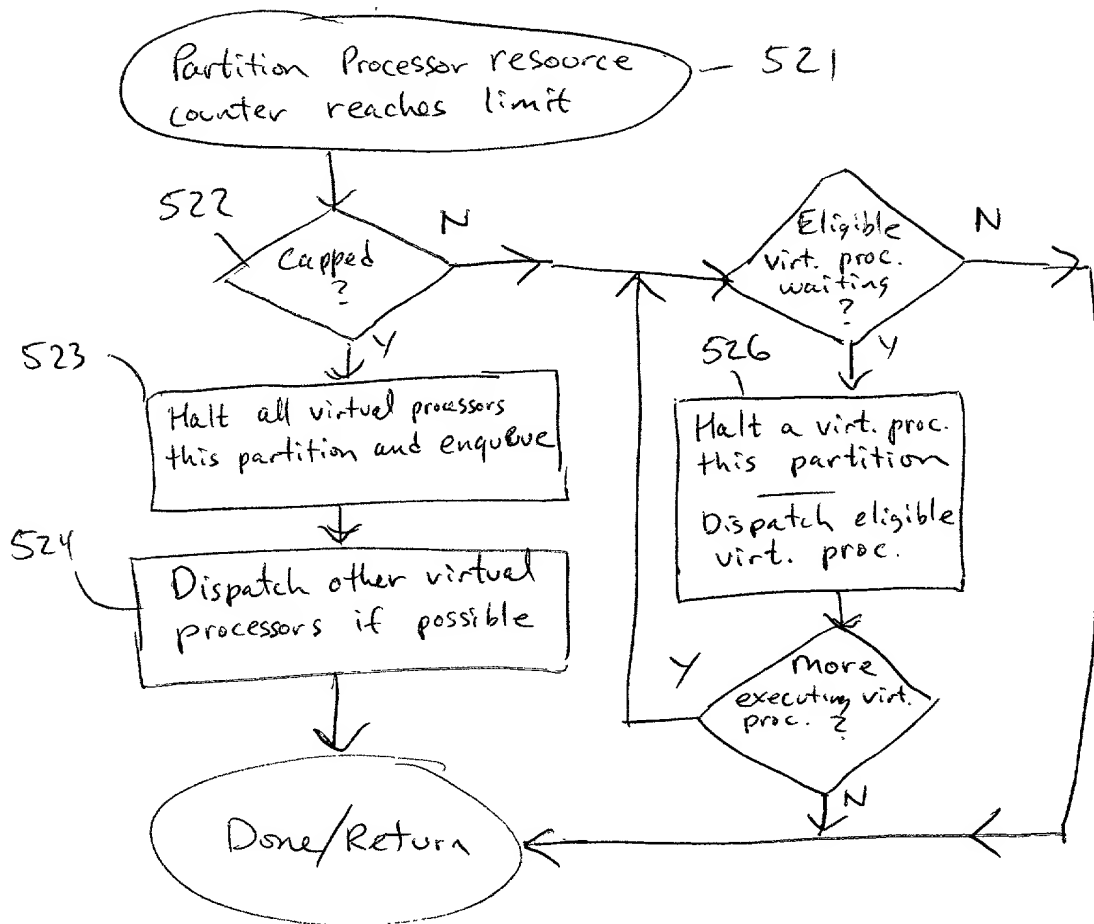 Partition Processor resource
counter reaches limit
521
522
Capped
?
N
Y
Eligible
virt. proc.
waiting
?
N
Y
523
Halt all virtual processors
this partition and enqueue
526
Halt a virt. proc.
this partition
Dispatch eligible
virt. proc.
524
Dispatch other virtual
processors if possible
More
executing virt.
proc. ?
Y
N
Done/Return